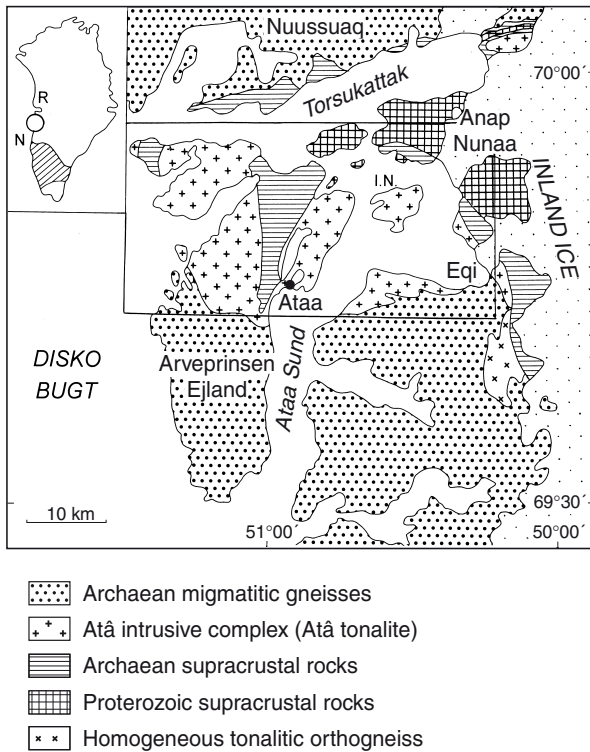 Nuussuaq
Torsukattak
70°00´
R
N
Anap
Nunaa
I.N.
INLAND ICE
Eqi
Ataa
DISKO
BUGT
Arveprinsen
Ejland
Ataa Sund
10 km
69°30´
51°00´
50°00´
Archaean migmatitic gneisses
Atâ intrusive complex (Atâ tonalite)
Archaean supracrustal rocks
Proterozoic supracrustal rocks
Homogeneous tonalitic orthogneiss